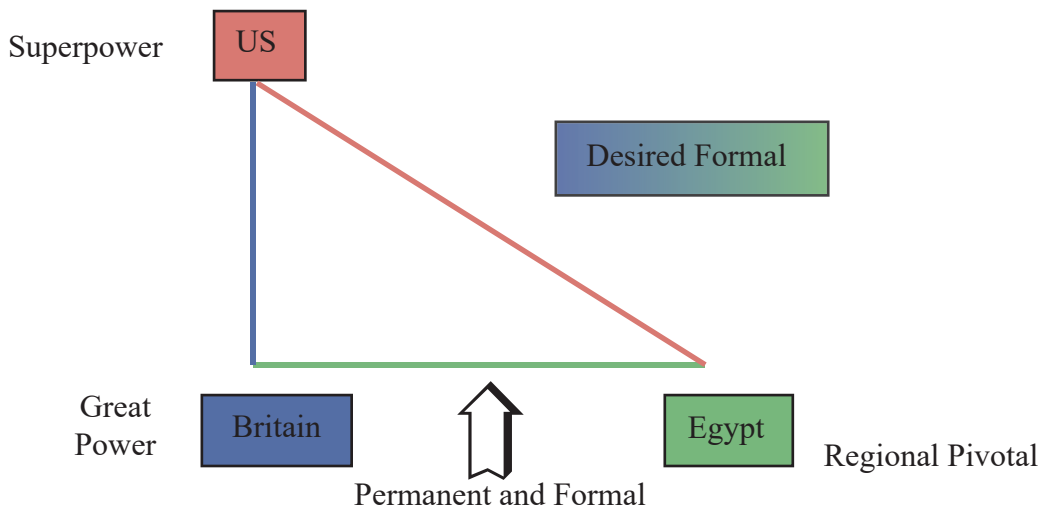 Superpower
US
Desired Formal
Great
Power
Britain
Egypt
Regional Pivotal
Permanent and Formal